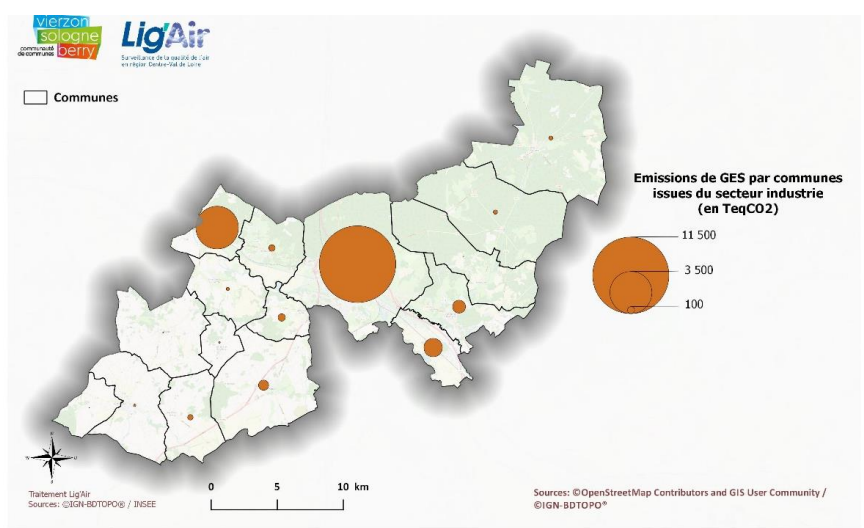 vierzon
sologne
communauté
de communes berry
Lig'Air
Surveillance de la qualité de l'air
en région Centre-Val de Loire
Communes
Emissions de GES par communes
issues du secteur industrie
(en TeqCO2)
11 500
3 500
100
N
S
0 5 10 km
Traitement Lig'Air
Sources: ©IGN-BDTOPO® / INSEE
Sources: ©OpenStreetMap Contributors and GIS User Community /
©IGN-BDTOPO®